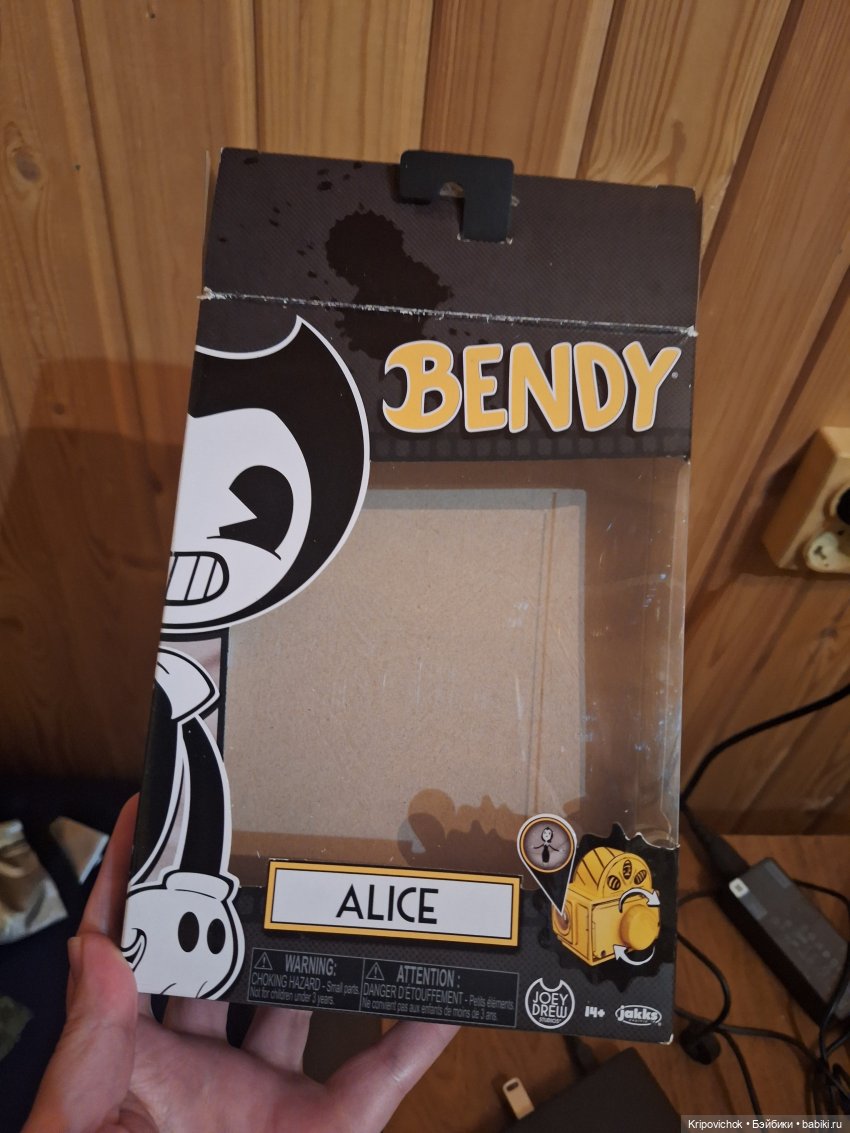 BENDY
ALICE
WARNING:
CHOKING HAZARD - Small parts.
Not for children under 3 years.
ATTENTION :
DANGER D'ÉTOUFFEMENT - Petits éléments.
Ne convient pas aux enfants de moins de 3 ans.
JOEY
DREW
STUDIOS
14+
jakks
Kripovichok • Бэйбики • babiki.ru